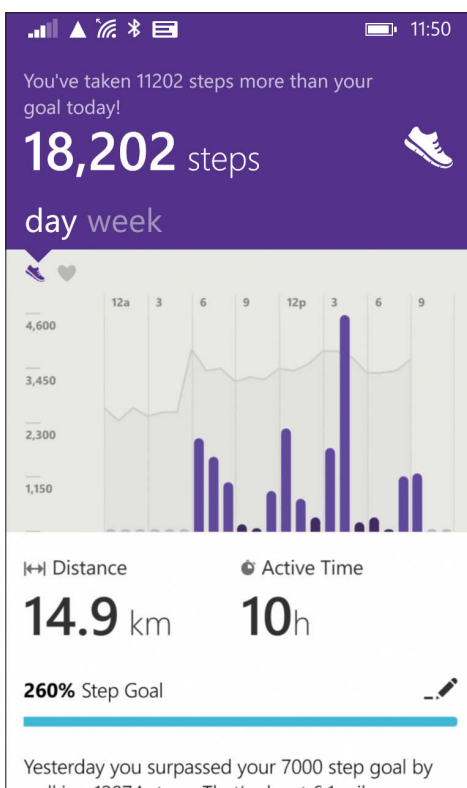 11:50
You've taken 11202 steps more than your
goal today!
18,202 steps
day week
12a 3 6 9 12p 3 6 9
4,600
3,450
2,300
1,150
Distance Active Time
14.9 km 10h
260% Step Goal
Yesterday you surpassed your 7000 step goal by